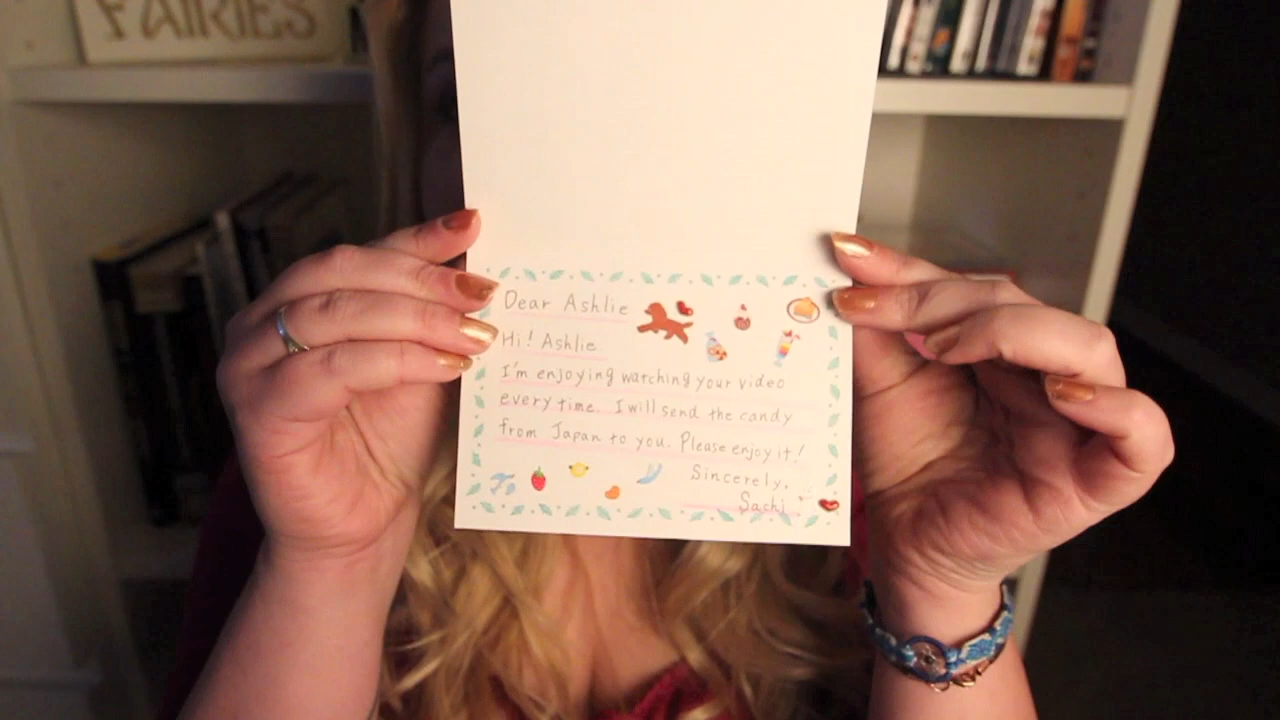 FAIRIES
Dear Ashlie
Hi! Ashlie
I'm enjoying watching your video
every time. I will send the candy
from Japan to you. Please enjoy it!
Sincerely,
Sachi